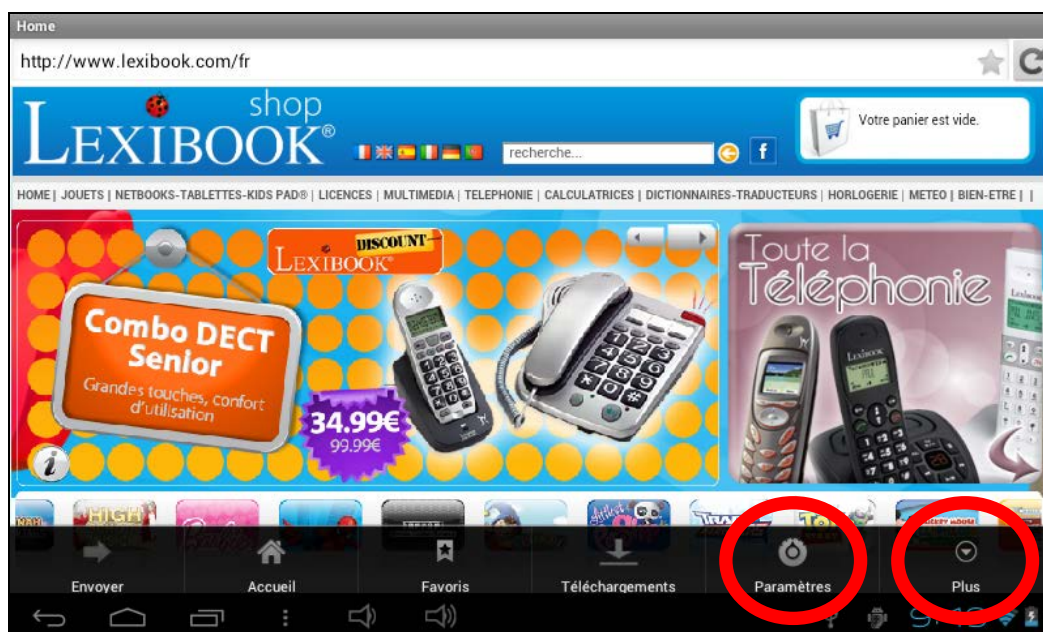 Home
http://www.lexibook.com/fr
shop
LEXIBOOK®
recherche...
f
Votre panier est vide.
HOME | JOUETS | NETBOOKS-TABLETTES-KIDS PAD® | LICENCES | MULTIMEDIA | TELEPHONIE | CALCULATRICES | DICTIONNAIRES-TRADUCTEURS | HORLOGERIE | METEO | BIEN-ETRE | |
DISCOUNT
LEXIBOOK®
Combo DECT
Senior
Grandes touches, confort
d'utilisation
34.99€
99.99€
i
Toute la
Téléphonie
Lexibook
HIGH
Envoyer
Accueil
Favoris
Téléchargements
Paramètres
Plus